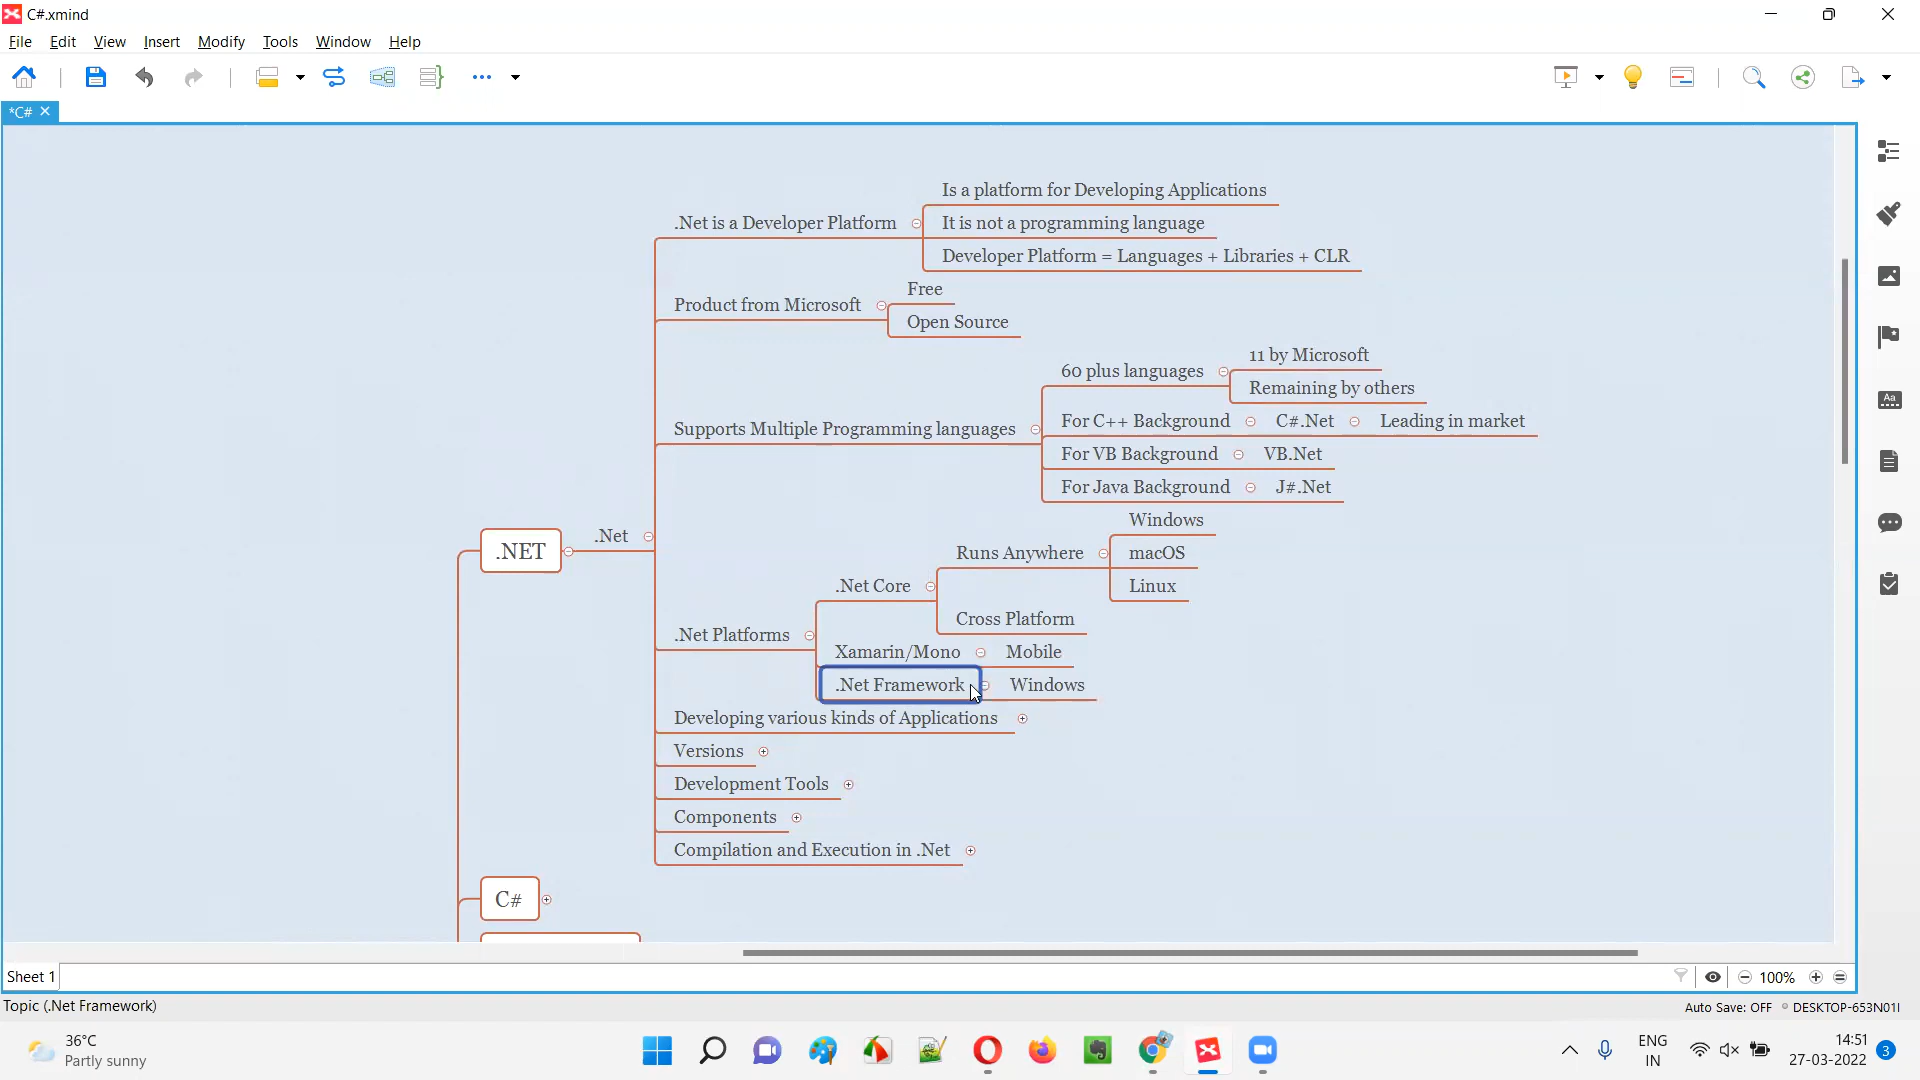 C#.xmind
File Edit View Insert Modify Tools Window Help
*C#
Is a platform for Developing Applications
.Net is a Developer Platform
It is not a programming language
Developer Platform = Languages + Libraries + CLR
Free
Product from Microsoft
Open Source
11 by Microsoft
60 plus languages
Remaining by others
Supports Multiple Programming languages
For C++ Background C#.Net Leading in market
For VB Background VB.Net
For Java Background J#.Net
Windows
.NET .Net
Runs Anywhere macOS
.Net Core Linux
Cross Platform
.Net Platforms
Xamarin/Mono Mobile
.Net Framework Windows
Developing various kinds of Applications
Versions
Development Tools
Components
Compilation and Execution in .Net
C#
Aa
Sheet 1
100%
Topic (.Net Framework)
Auto Save: OFF DESKTOP-653N01I
36°C
Partly sunny
ENG
IN
14:51
27-03-2022
3